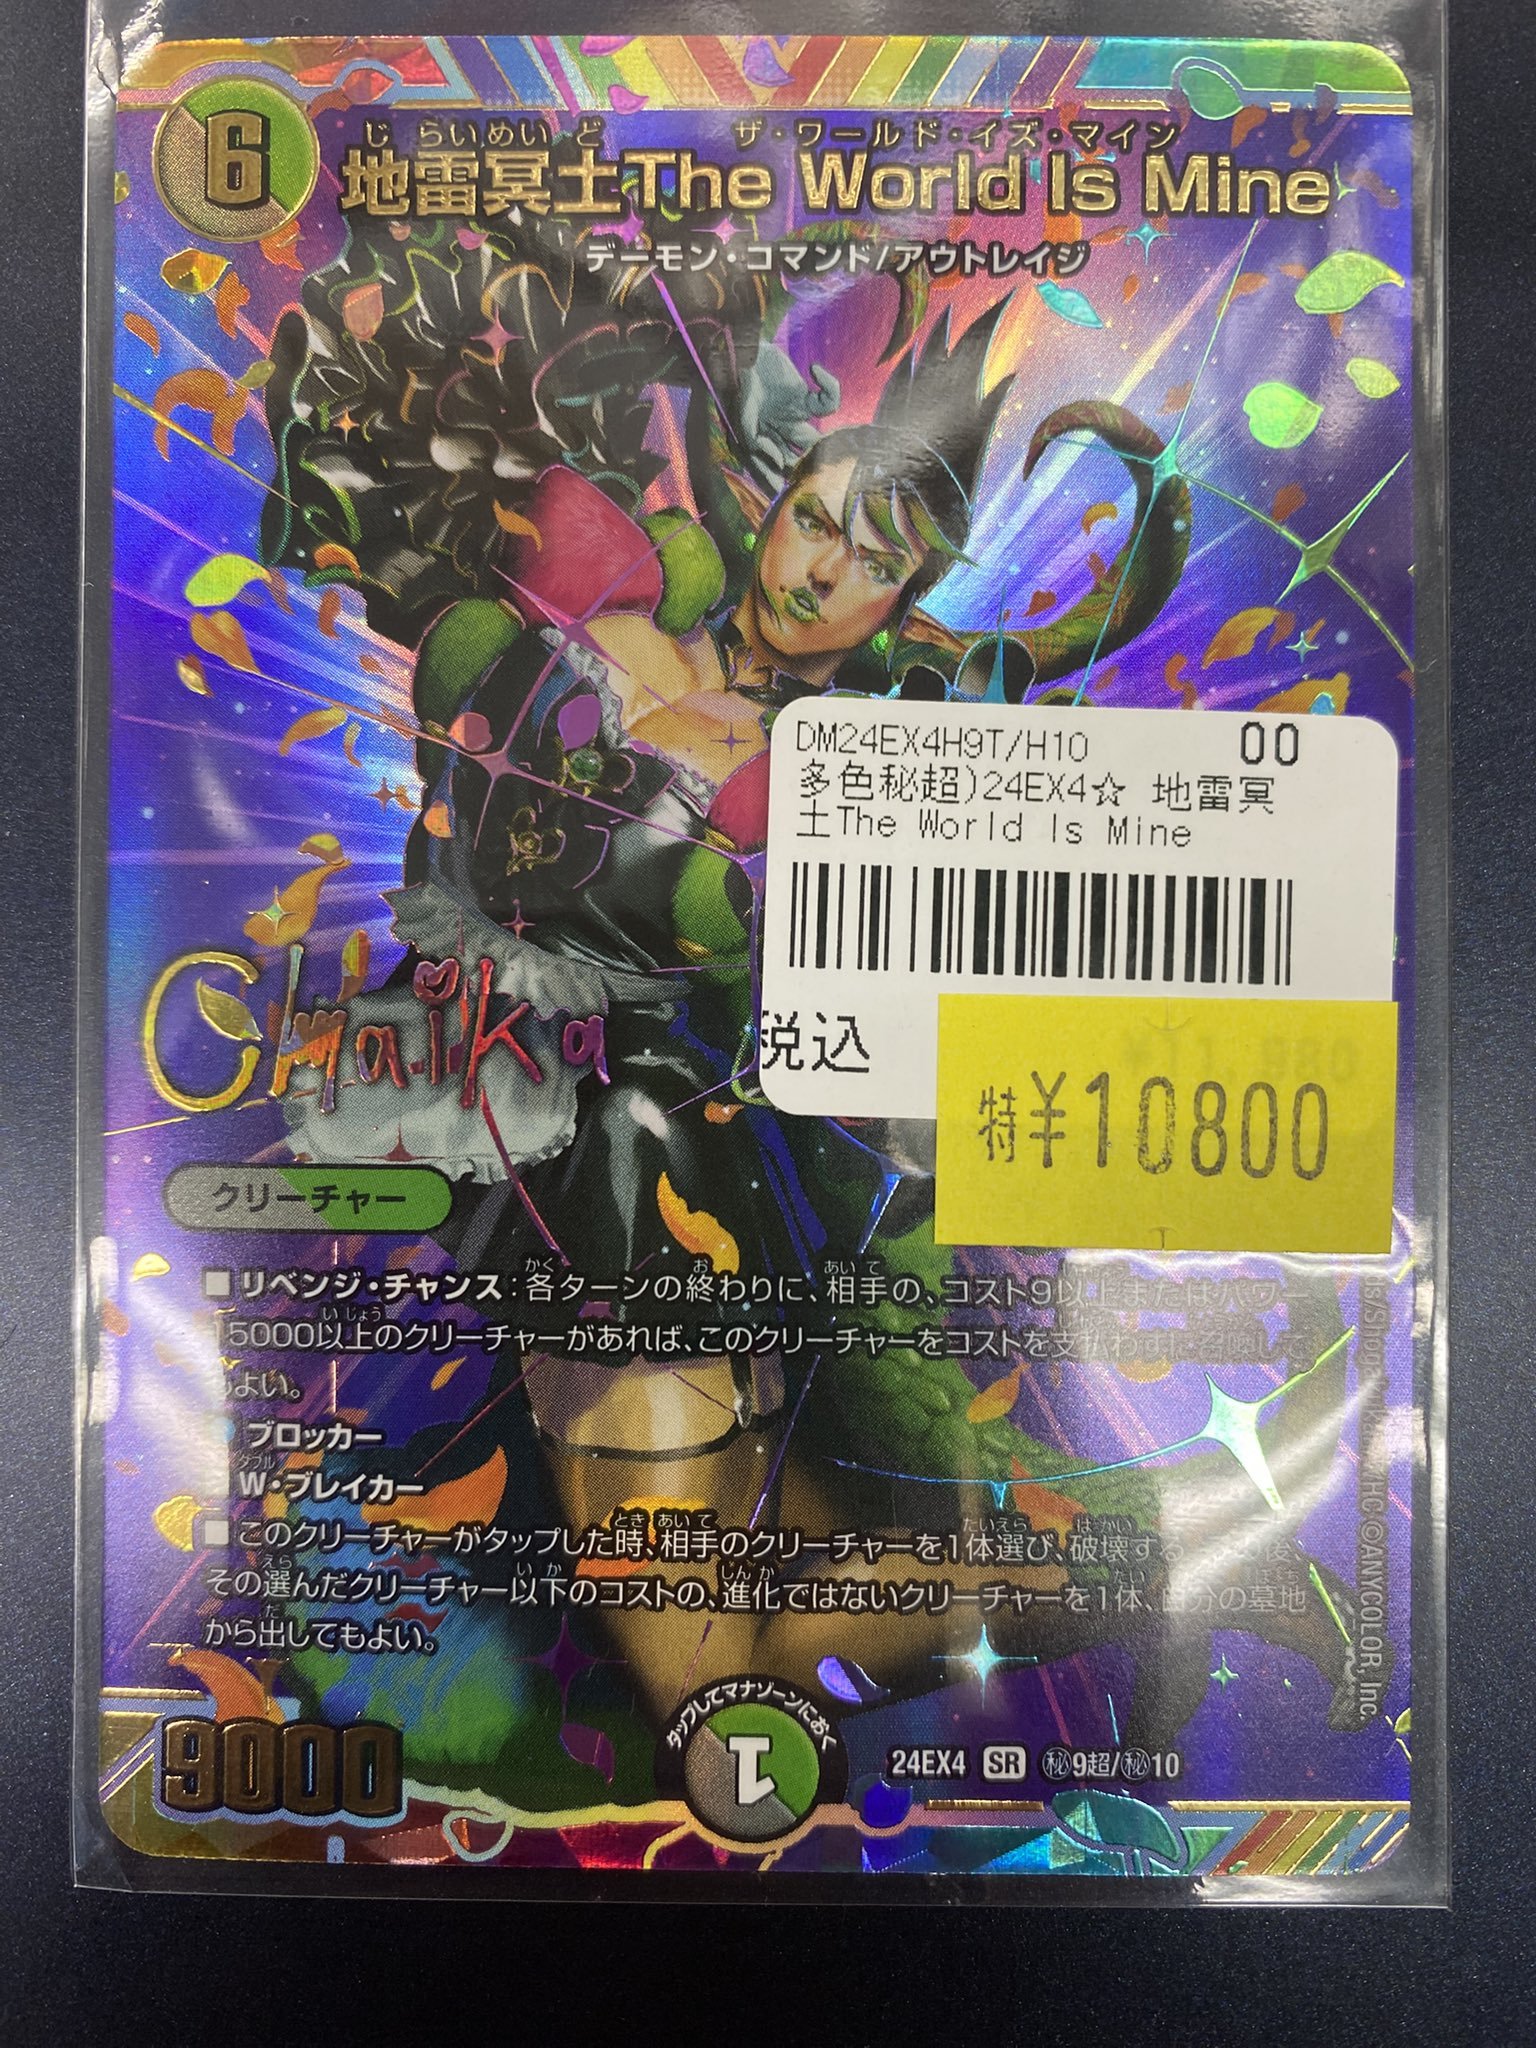 6
じらいめいど ザ・ワールド・イズ・マイン
地雷冥土The World Is Mine
デーモン・コマンド/アウトレイジ
DM24EX4H9T/H10 00
多色秘超)24EX4☆ 地雷冥
土The World Is Mine
税込
特¥10800
Chaika
クリーチャー
■リベンジ・チャンス:各ターンの終わりに、相手の、コスト9以上またはパワー
15000以上のクリーチャーがあれば、このクリーチャーをコストを支払わずに召喚して
もよい。
ブロッカー
W・ブレイカー
■このクリーチャーがタップした時、相手のクリーチャーを1体選び、破壊する
その選んだクリーチャー以下のコストの、進化ではないクリーチャーを1体、自分の墓地
から出してもよい。
9000
タップしてマナゾーンにおく
1
24EX4 SR ㊙9超/㊙10
©ANYCOLOR, Inc.